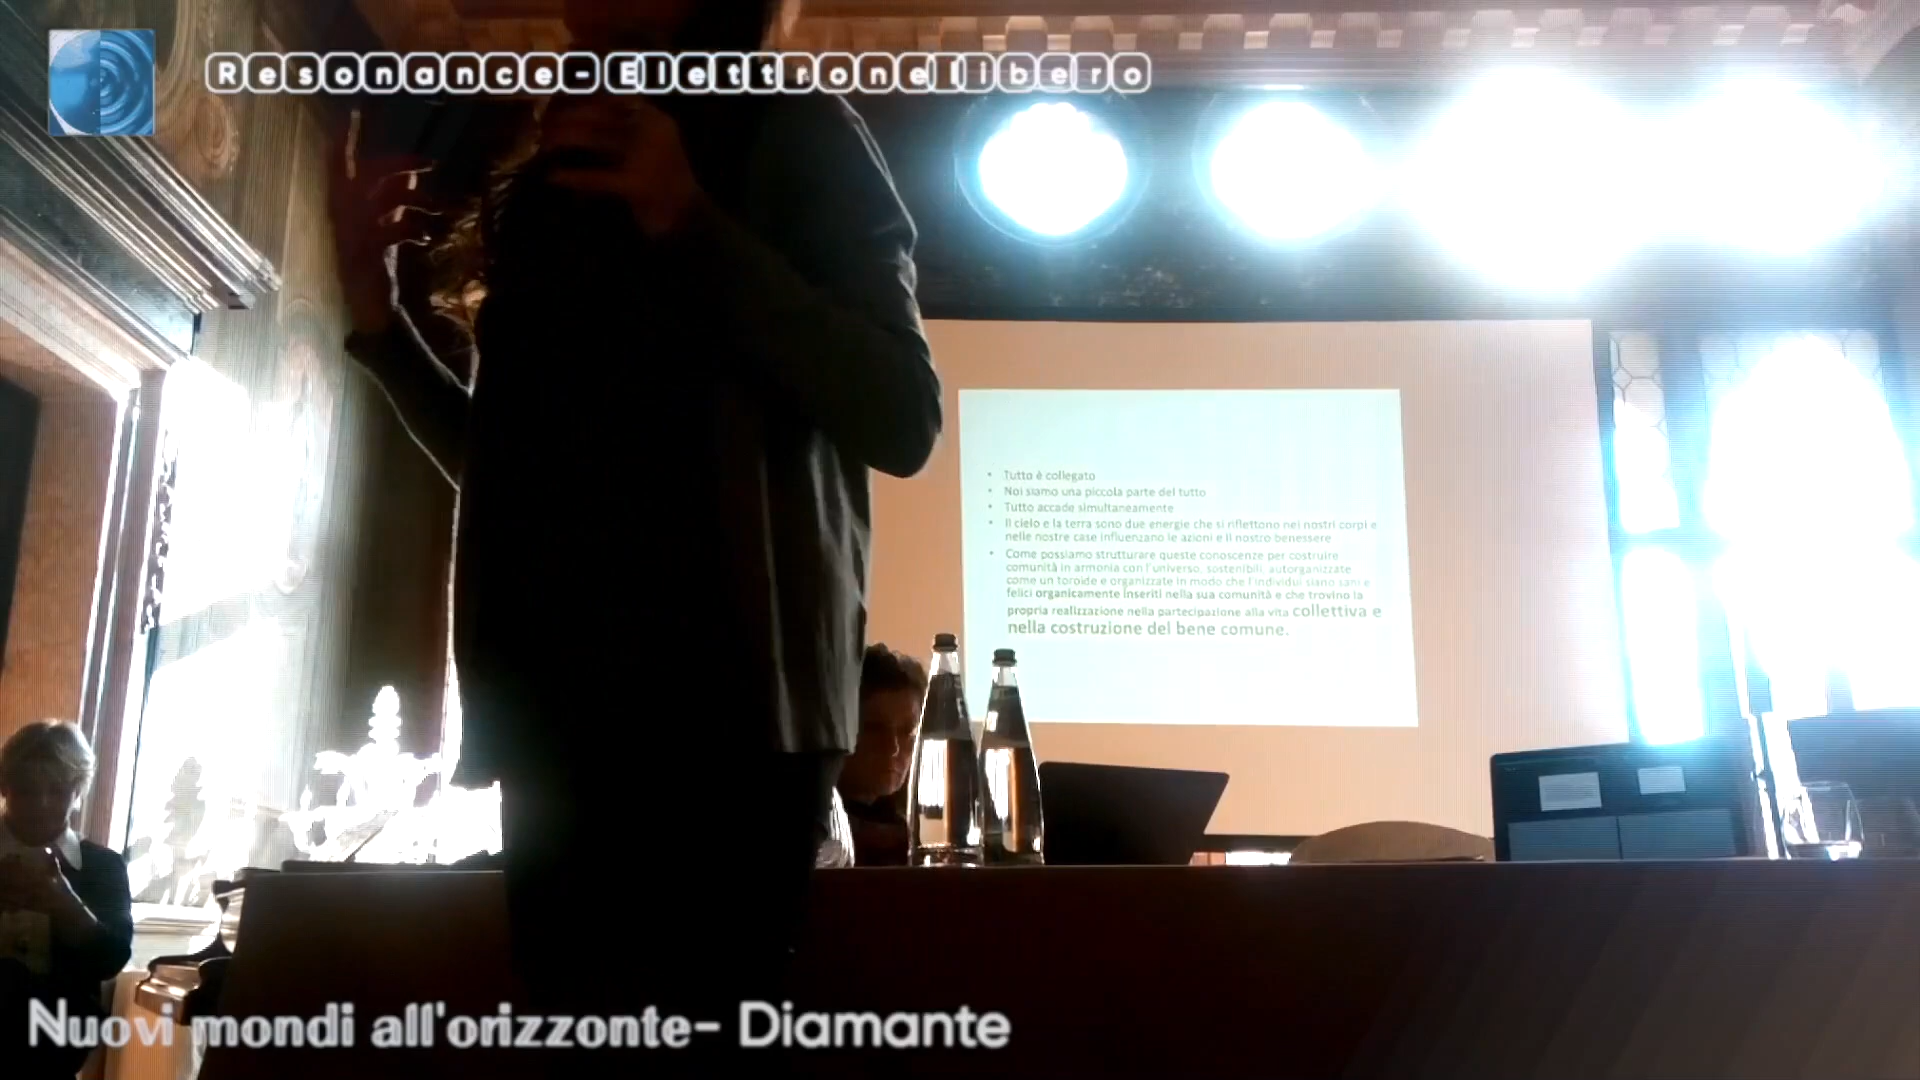 Resonance-Elettronelibero
• Tutto è collegato
• Noi siamo una piccola parte del tutto
• Tutto accade simultaneamente
• Il cielo e la terra sono due energie che si riflettono nei nostri corpi e
nelle nostre case influenzano le azioni e il nostro benessere
• Come possiamo strutturare queste conoscenze per costruire
comunità in armonia con l'universo, sostenibili, autorganizzate
come un toroide e organizzate in modo che l'individui siano sani e
felici organicamente inseriti nella sua comunità e che trovino la
propria realizzazione nella partecipazione alla vita collettiva e
nella costruzione del bene comune.
Nuovi mondi all'orizzonte- Diamante